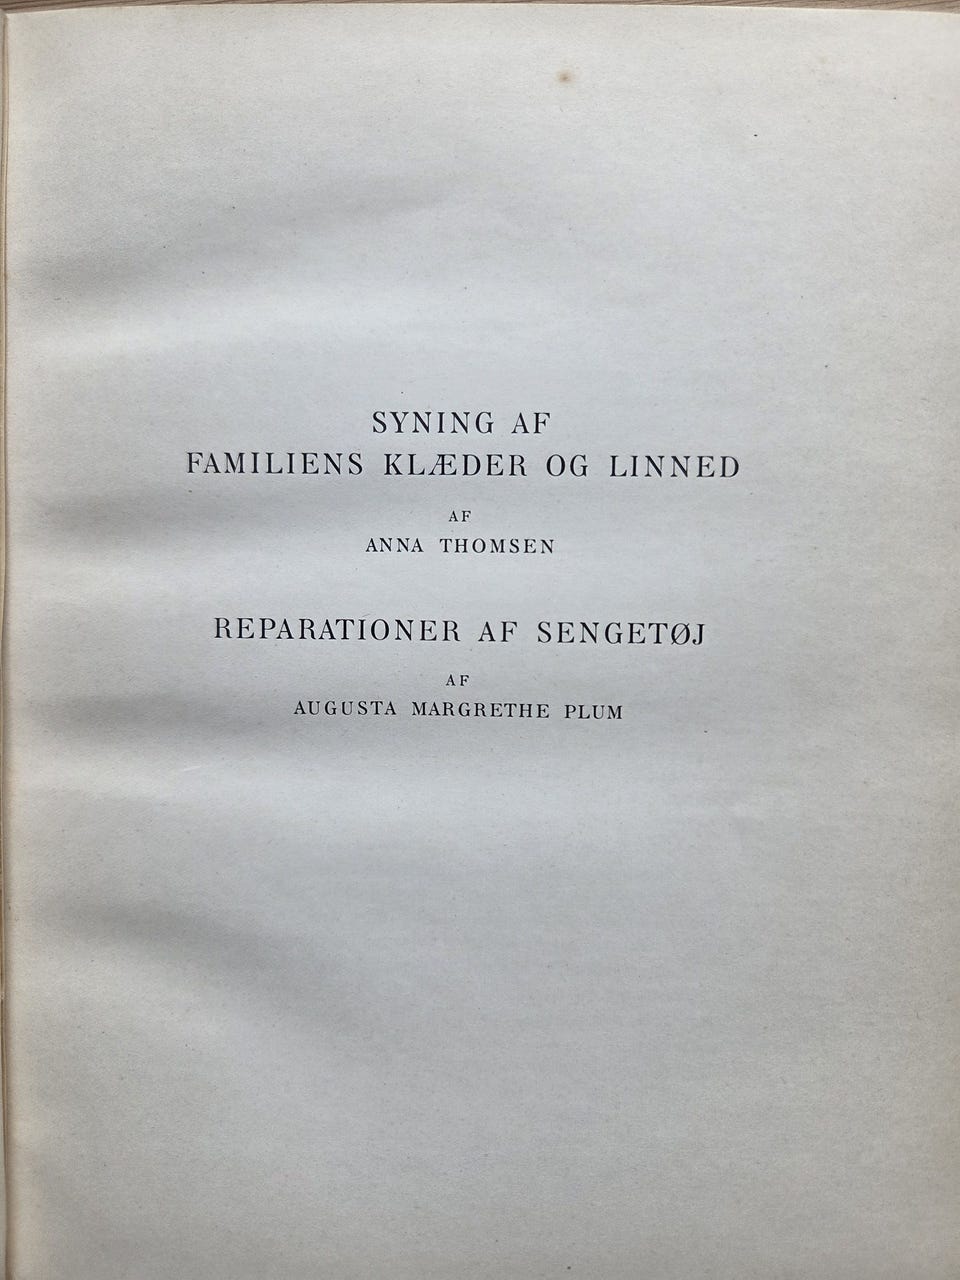 SYNING AF
FAMILIENS KLÆDER OG LINNED
AF
ANNA THOMSEN
REPARATIONER AF SENGETØJ
AF
AUGUSTA MARGRETHE PLUM